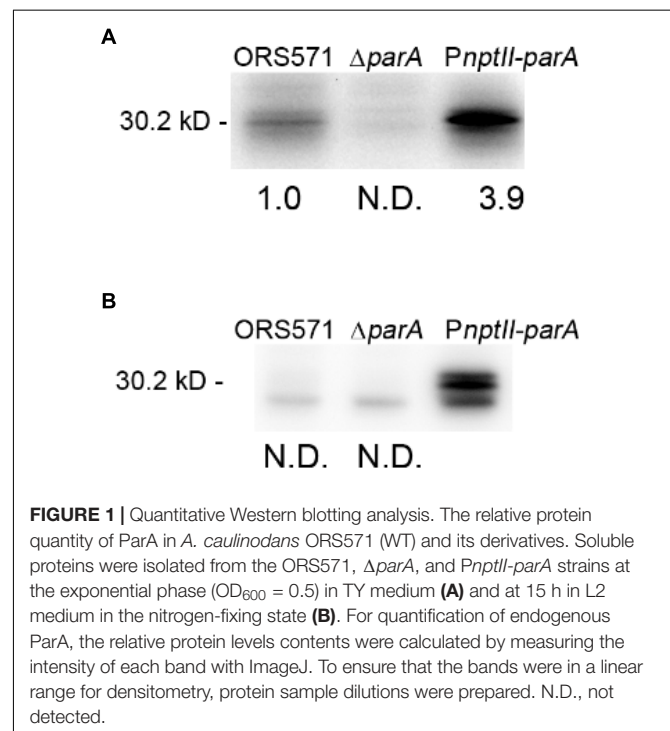 A
ORS571 ΔparA PnptII-parA
30.2 kD -
1.0 N.D. 3.9
B
ORS571 ΔparA PnptII-parA
30.2 kD -
N.D. N.D.
FIGURE 1 | Quantitative Western blotting analysis. The relative protein
quantity of ParA in A. caulinodans ORS571 (WT) and its derivatives. Soluble
proteins were isolated from the ORS571, ΔparA, and PnptII-parA strains at
the exponential phase (OD600 = 0.5) in TY medium (A) and at 15 h in L2
medium in the nitrogen-fixing state (B). For quantification of endogenous
ParA, the relative protein levels contents were calculated by measuring the
intensity of each band with ImageJ. To ensure that the bands were in a linear
range for densitometry, protein sample dilutions were prepared. N.D., not
detected.